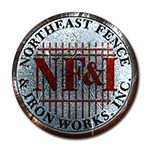 NORTHEAST FENCE
NF&I
& IRON WORKS, INC.